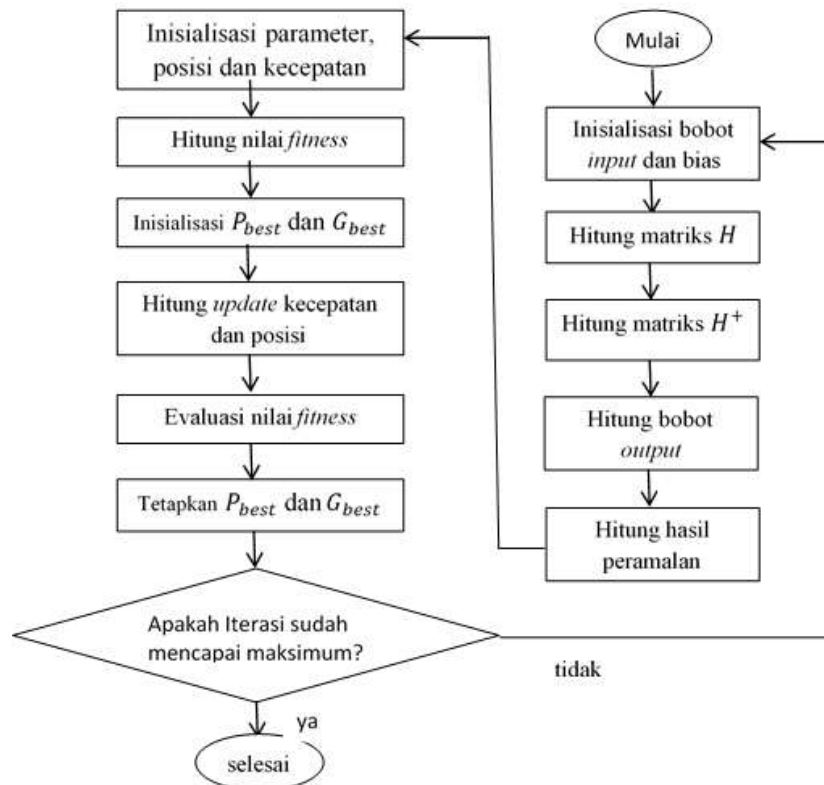 Mulai
Inisialisasi bobot
input dan bias
Hitung matriks H
Hitung matriks H⁺
Hitung bobot
output
Hitung hasil
peramalan
Inisialisasi parameter,
posisi dan kecepatan
Hitung nilai fitness
Inisialisasi P_best dan G_best
Hitung update kecepatan
dan posisi
Evaluasi nilai fitness
Tetapkan P_best dan G_best
Apakah Iterasi sudah
mencapai maksimum?
tidak
ya
selesai